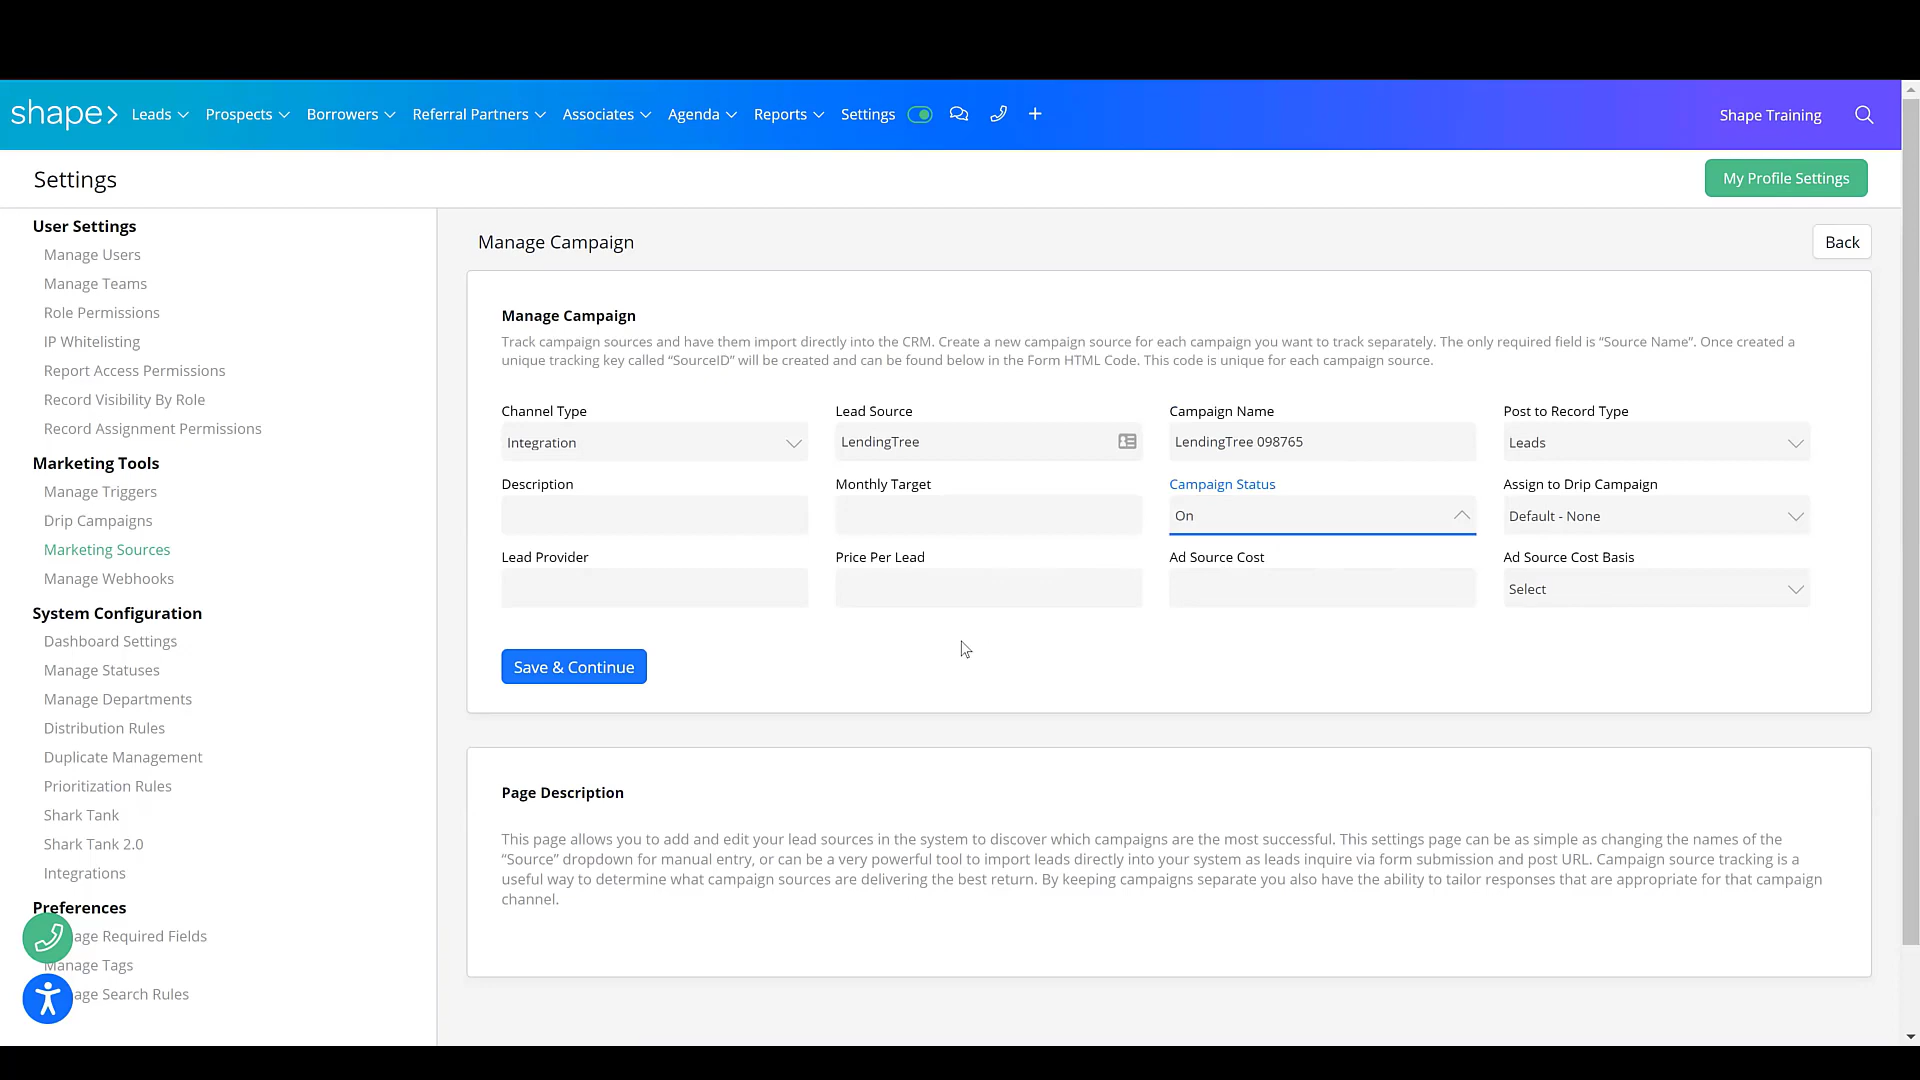 shape>
Leads
Prospects
Borrowers
Referral Partners
Associates
Agenda
Reports
Settings
Shape Training
Settings
My Profile Settings
User Settings
Manage Users
Manage Teams
Role Permissions
IP Whitelisting
Report Access Permissions
Record Visibility By Role
Record Assignment Permissions
Marketing Tools
Manage Triggers
Drip Campaigns
Marketing Sources
Manage Webhooks
System Configuration
Dashboard Settings
Manage Statuses
Manage Departments
Distribution Rules
Duplicate Management
Prioritization Rules
Shark Tank
Shark Tank 2.0
Integrations
Preferences
age Required Fields
Manage Tags
age Search Rules
Manage Campaign
Back
Manage Campaign
Track campaign sources and have them import directly into the CRM. Create a new campaign source for each campaign you want to track separately. The only required field is “Source Name”. Once created a
unique tracking key called “SourceID” will be created and can be found below in the Form HTML Code. This code is unique for each campaign source.
Channel Type
Lead Source
Campaign Name
Post to Record Type
Integration
LendingTree
LendingTree 098765
Leads
Description
Monthly Target
Campaign Status
Assign to Drip Campaign
On
Default - None
Lead Provider
Price Per Lead
Ad Source Cost
Ad Source Cost Basis
Select
Save & Continue
Page Description
This page allows you to add and edit your lead sources in the system to discover which campaigns are the most successful. This settings page can be as simple as changing the names of the
“Source” dropdown for manual entry, or can be a very powerful tool to import leads directly into your system as leads inquire via form submission and post URL. Campaign source tracking is a
useful way to determine what campaign sources are delivering the best return. By keeping campaigns separate you also have the ability to tailor responses that are appropriate for that campaign
channel.